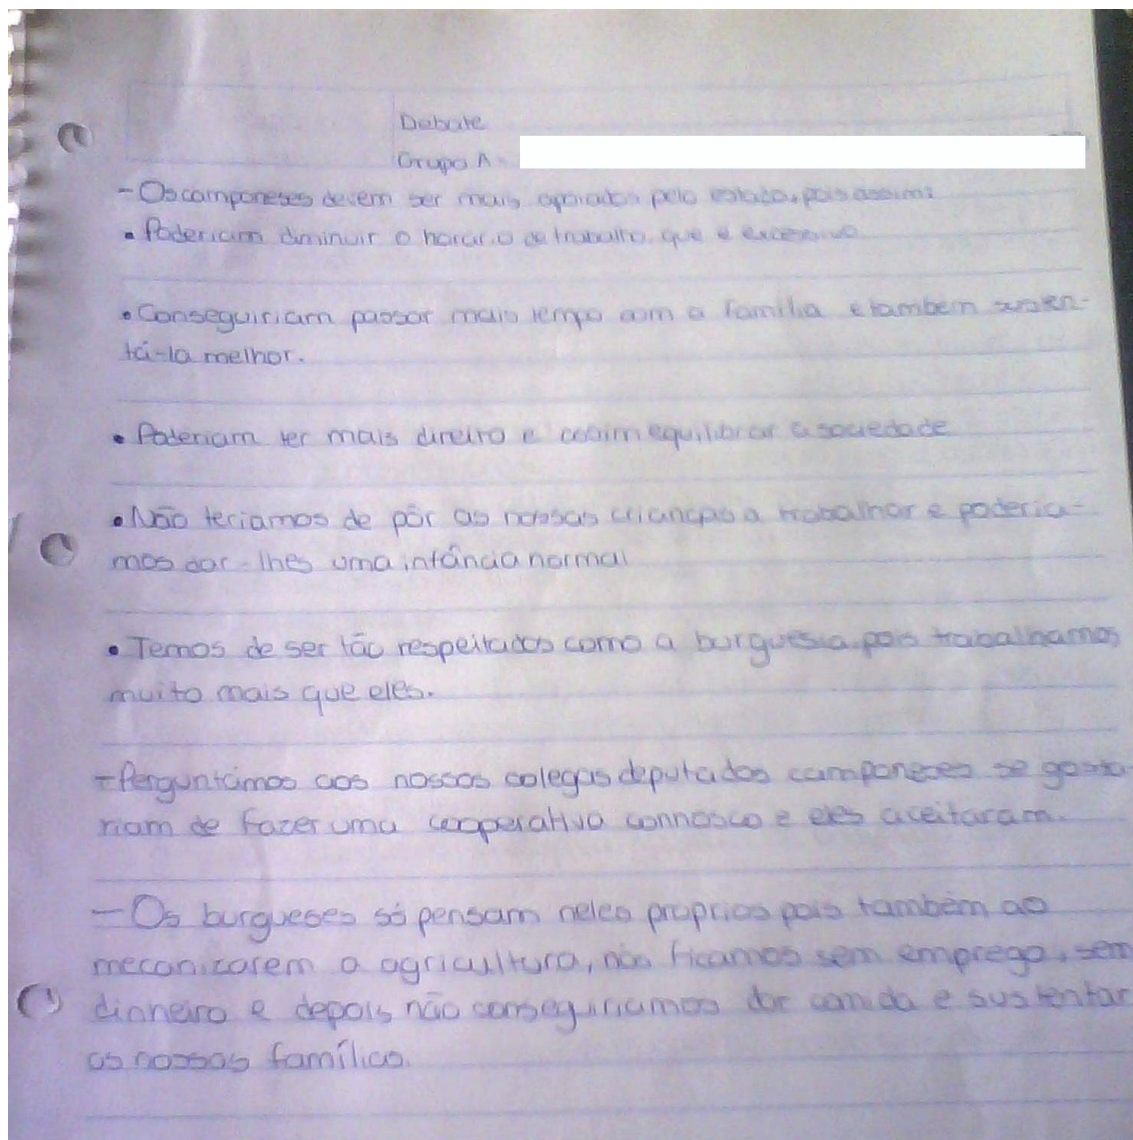 Debate
Grupo A -
- Os camponeses devem ser mais apoiados pelo estado, pois assim:
• Poderiam diminuir o horário de trabalho, que é excessivo
• Conseguiriam passar mais tempo com a família e também susten-
tá-la melhor.
• Poderiam ter mais direito e assim equilibrar a sociedade
• Não teriamos de pôr as nossas crianças a trabalhar e poderia-
mos dar-lhes uma infância normal
• Temos de ser tão respeitados como a burguesia, pois trabalhamos
muito mais que eles.
- Perguntámos aos nossos colegas deputados camponeses se gosta-
riam de fazer uma cooperativa connosco e eles aceitaram.
- Os burgueses só pensam neles proprios pois também ao
mecanizarem a agricultura, nós ficamos sem emprego, sem
dinheiro e depois não conseguiriamos dar comida e sustentar
as nossas famílias.